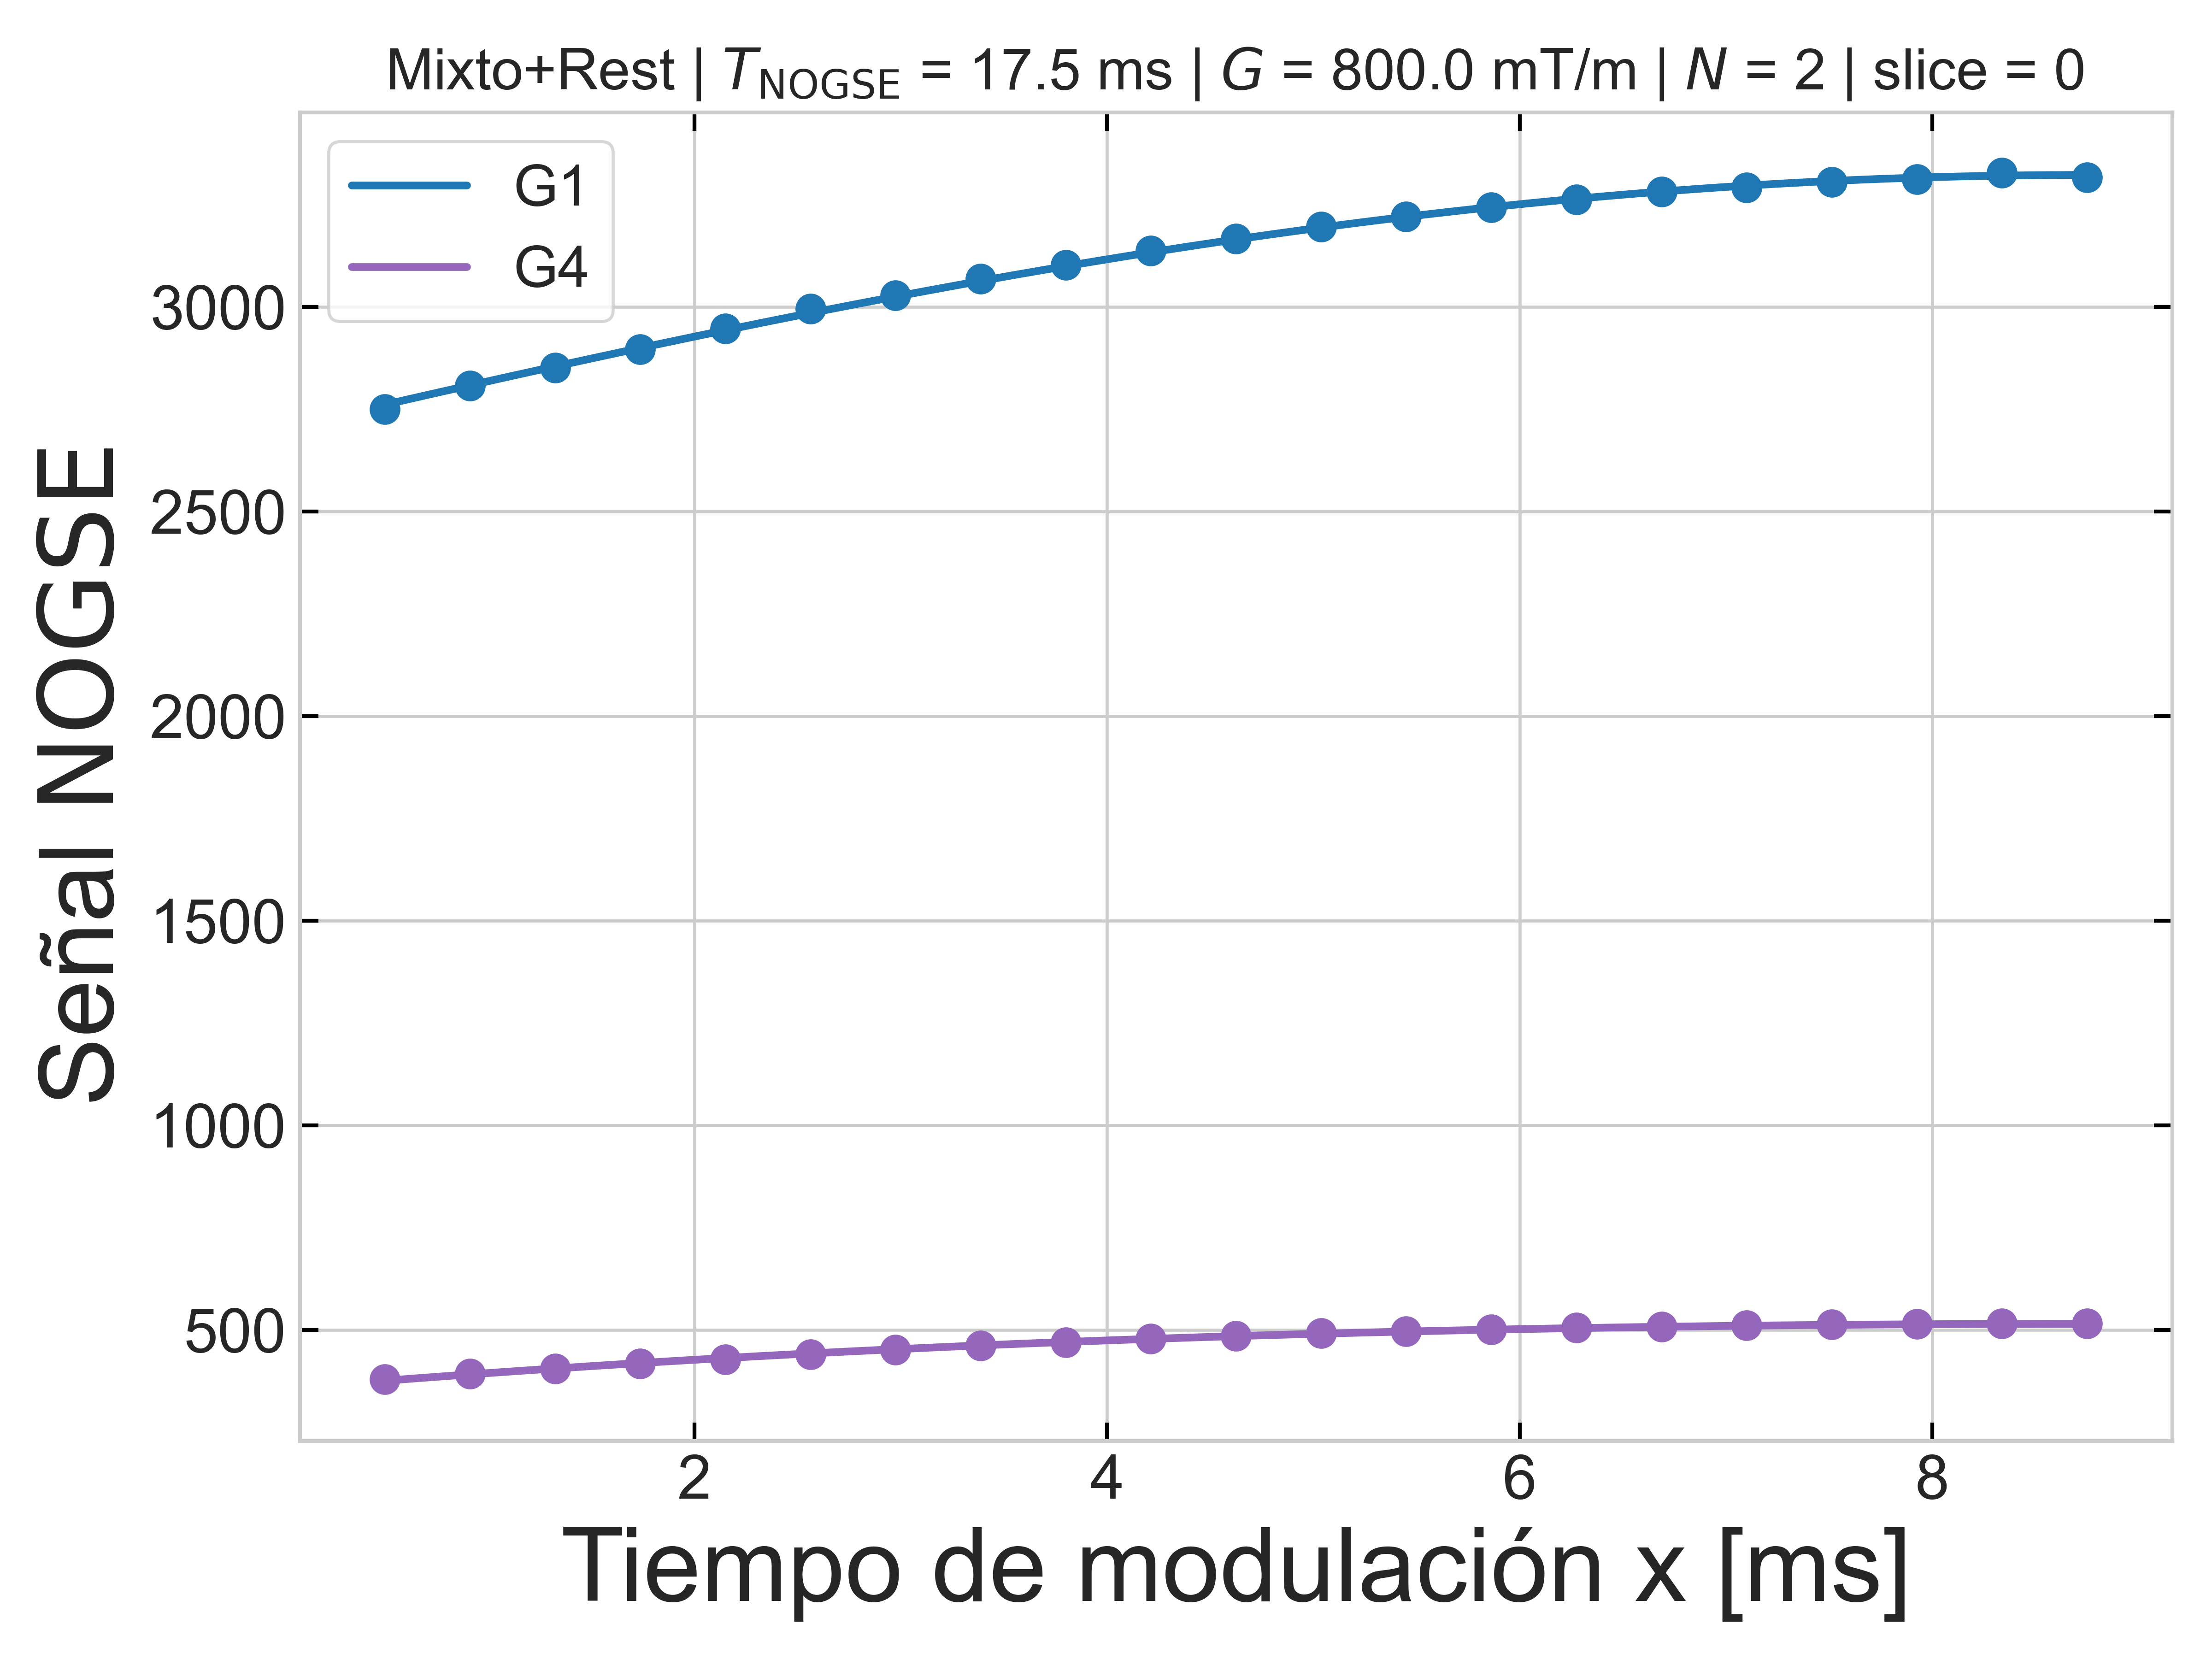 Mixto+Rest | T_NOGSE = 17.5 ms | G = 800.0 mT/m | N = 2 | slice = 0
G1
G4
3000
2500
2000
1500
1000
500
Señal NOGSE
2 4 6 8
Tiempo de modulación x [ms]